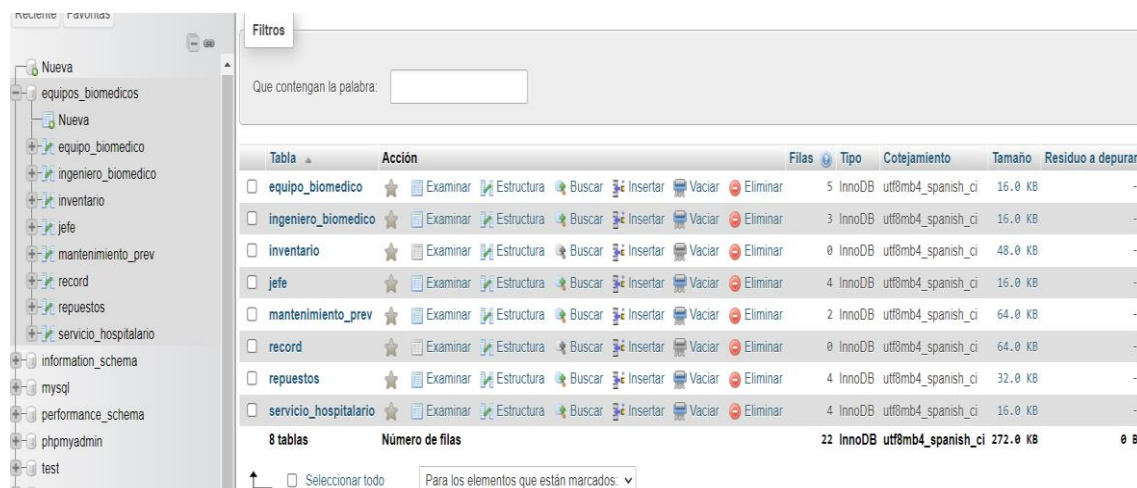 Reciente Favoritas
Nueva
equipos_biomedicos
Nueva
equipo_biomedico
ingeniero_biomedico
inventario
jefe
mantenimiento_prev
record
repuestos
servicio_hospitalario
information_schema
mysql
performance_schema
phpmyadmin
test
Filtros
Que contengan la palabra:
Tabla Acción Filas Tipo Cotejamiento Tamaño Residuo a depurar
equipo_biomedico Examinar Estructura Buscar Insertar Vaciar Eliminar 5 InnoDB utf8mb4_spanish_ci 16.0 KB -
ingeniero_biomedico Examinar Estructura Buscar Insertar Vaciar Eliminar 3 InnoDB utf8mb4_spanish_ci 16.0 KB -
inventario Examinar Estructura Buscar Insertar Vaciar Eliminar 0 InnoDB utf8mb4_spanish_ci 48.0 KB -
jefe Examinar Estructura Buscar Insertar Vaciar Eliminar 4 InnoDB utf8mb4_spanish_ci 16.0 KB -
mantenimiento_prev Examinar Estructura Buscar Insertar Vaciar Eliminar 2 InnoDB utf8mb4_spanish_ci 64.0 KB -
record Examinar Estructura Buscar Insertar Vaciar Eliminar 0 InnoDB utf8mb4_spanish_ci 64.0 KB -
repuestos Examinar Estructura Buscar Insertar Vaciar Eliminar 4 InnoDB utf8mb4_spanish_ci 32.0 KB -
servicio_hospitalario Examinar Estructura Buscar Insertar Vaciar Eliminar 4 InnoDB utf8mb4_spanish_ci 16.0 KB -
8 tablas Número de filas 22 InnoDB utf8mb4_spanish_ci 272.0 KB 0 B
Seleccionar todo Para los elementos que están marcados: